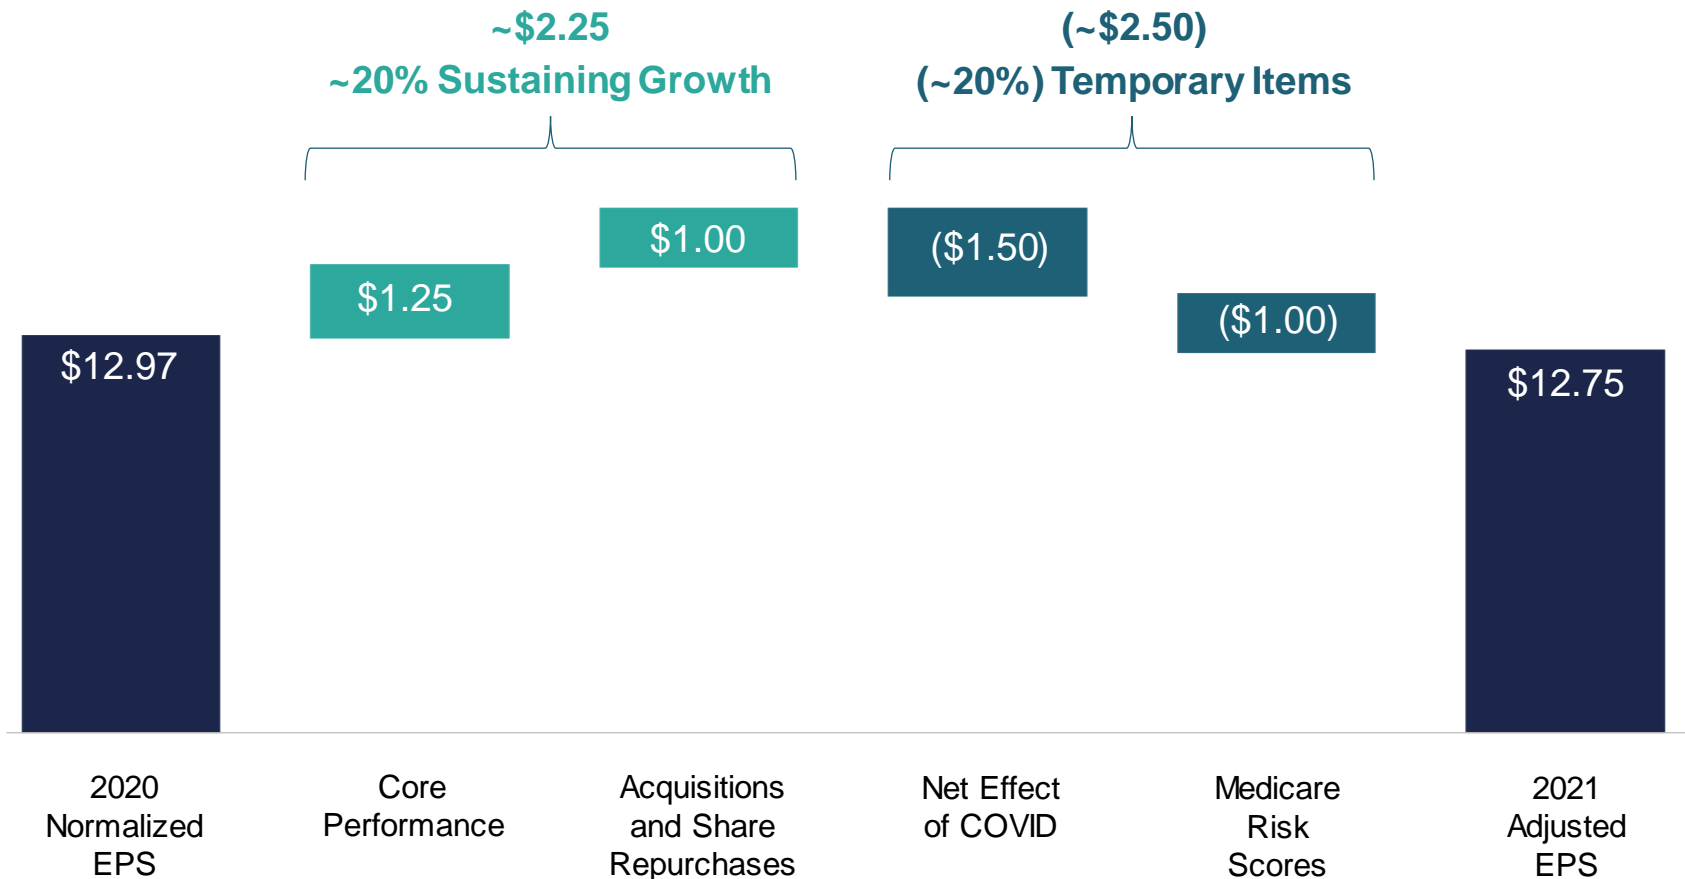 ~$2.25
~20% Sustaining Growth
(~$2.50)
(~20%) Temporary Items
$12.97
$1.25
$1.00
($1.50)
($1.00)
$12.75
2020
Normalized
EPS
Core
Performance
Acquisitions
and Share
Repurchases
Net Effect
of COVID
Medicare
Risk
Scores
2021
Adjusted
EPS